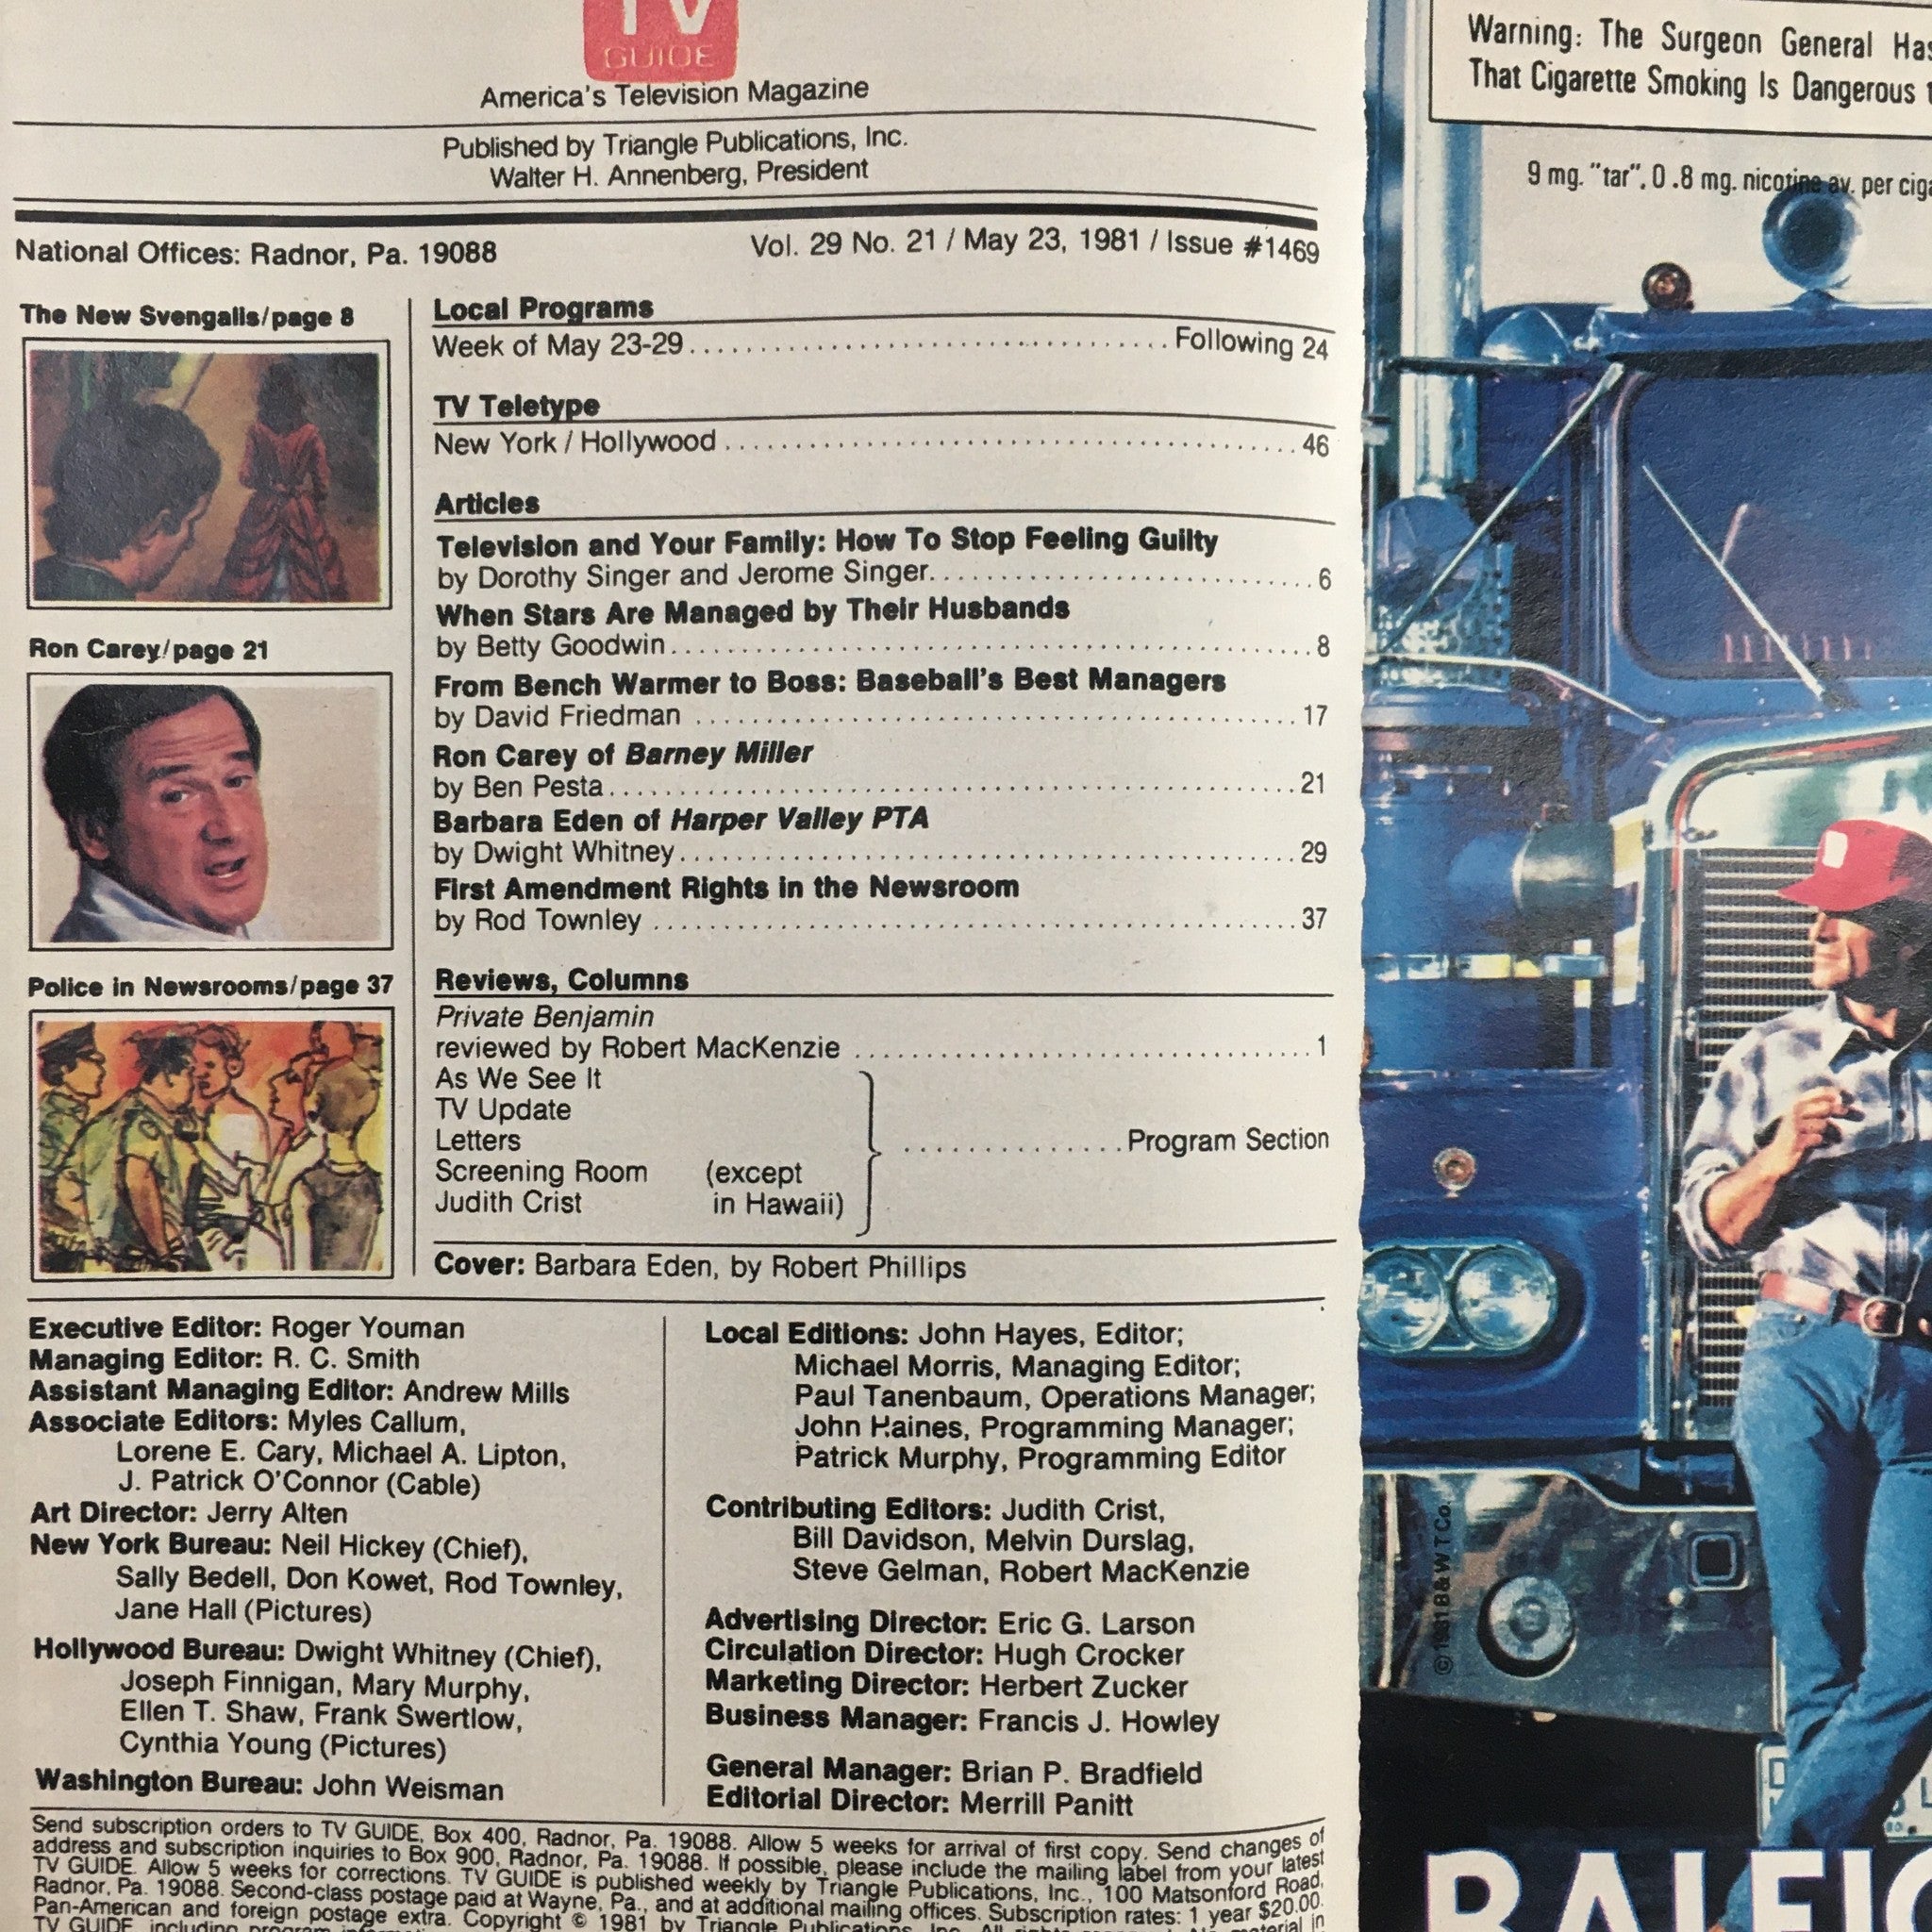 TV
GUIDE
America's Television Magazine
Published by Triangle Publications, Inc.
Walter H. Annenberg, President
National Offices: Radnor, Pa. 19088
Vol. 29 No. 21 / May 23, 1981 / Issue #1469
The New Svengalis/page 8
Ron Carey/page 21
Police in Newsrooms/page 37
Local Programs
Week of May 23-29 Following 24
TV Teletype
New York / Hollywood 46
Articles
Television and Your Family: How To Stop Feeling Guilty
by Dorothy Singer and Jerome Singer 6
When Stars Are Managed by Their Husbands
by Betty Goodwin 8
From Bench Warmer to Boss: Baseball's Best Managers
by David Friedman 17
Ron Carey of Barney Miller
by Ben Pesta 21
Barbara Eden of Harper Valley PTA
by Dwight Whitney 29
First Amendment Rights in the Newsroom
by Rod Townley 37
Reviews, Columns
Private Benjamin
reviewed by Robert MacKenzie 1
As We See It
TV Update
Letters Program Section
Screening Room (except
Judith Crist in Hawaii)
Cover: Barbara Eden, by Robert Phillips
Executive Editor: Roger Youman
Managing Editor: R. C. Smith
Assistant Managing Editor: Andrew Mills
Associate Editors: Myles Callum,
Lorene E. Cary, Michael A. Lipton,
J. Patrick O'Connor (Cable)
Art Director: Jerry Alten
New York Bureau: Neil Hickey (Chief),
Sally Bedell, Don Kowet, Rod Townley,
Jane Hall (Pictures)
Hollywood Bureau: Dwight Whitney (Chief),
Joseph Finnigan, Mary Murphy,
Ellen T. Shaw, Frank Swertlow,
Cynthia Young (Pictures)
Washington Bureau: John Weisman
Local Editions: John Hayes, Editor;
Michael Morris, Managing Editor;
Paul Tanenbaum, Operations Manager;
John Haines, Programming Manager;
Patrick Murphy, Programming Editor
Contributing Editors: Judith Crist,
Bill Davidson, Melvin Durslag,
Steve Gelman, Robert MacKenzie
Advertising Director: Eric G. Larson
Circulation Director: Hugh Crocker
Marketing Director: Herbert Zucker
Business Manager: Francis J. Howley
General Manager: Brian P. Bradfield
Editorial Director: Merrill Panitt
Send subscription orders to TV GUIDE, Box 400, Radnor, Pa. 19088. Allow 5 weeks for arrival of first copy. Send changes of
address and subscription inquiries to Box 900, Radnor, Pa. 19088. If possible, please include the mailing label from your latest
TV GUIDE. Allow 5 weeks for corrections. TV GUIDE is published weekly by Triangle Publications, Inc., 100 Matsonford Road,
Radnor, Pa. 19088. Second-class postage paid at Wayne, Pa., and at additional mailing offices. Subscription rates: 1 year $20.00.
Pan-American and foreign postage extra. Copyright © 1981 by Triangle Publications, Inc. All rights material in
TV GUIDE, including program
Warning: The Surgeon General Has
That Cigarette Smoking Is Dangerous
9 mg. "tar", 0.8 mg. nicotine av. per
© 1981 B&W T Co.
RALEIG